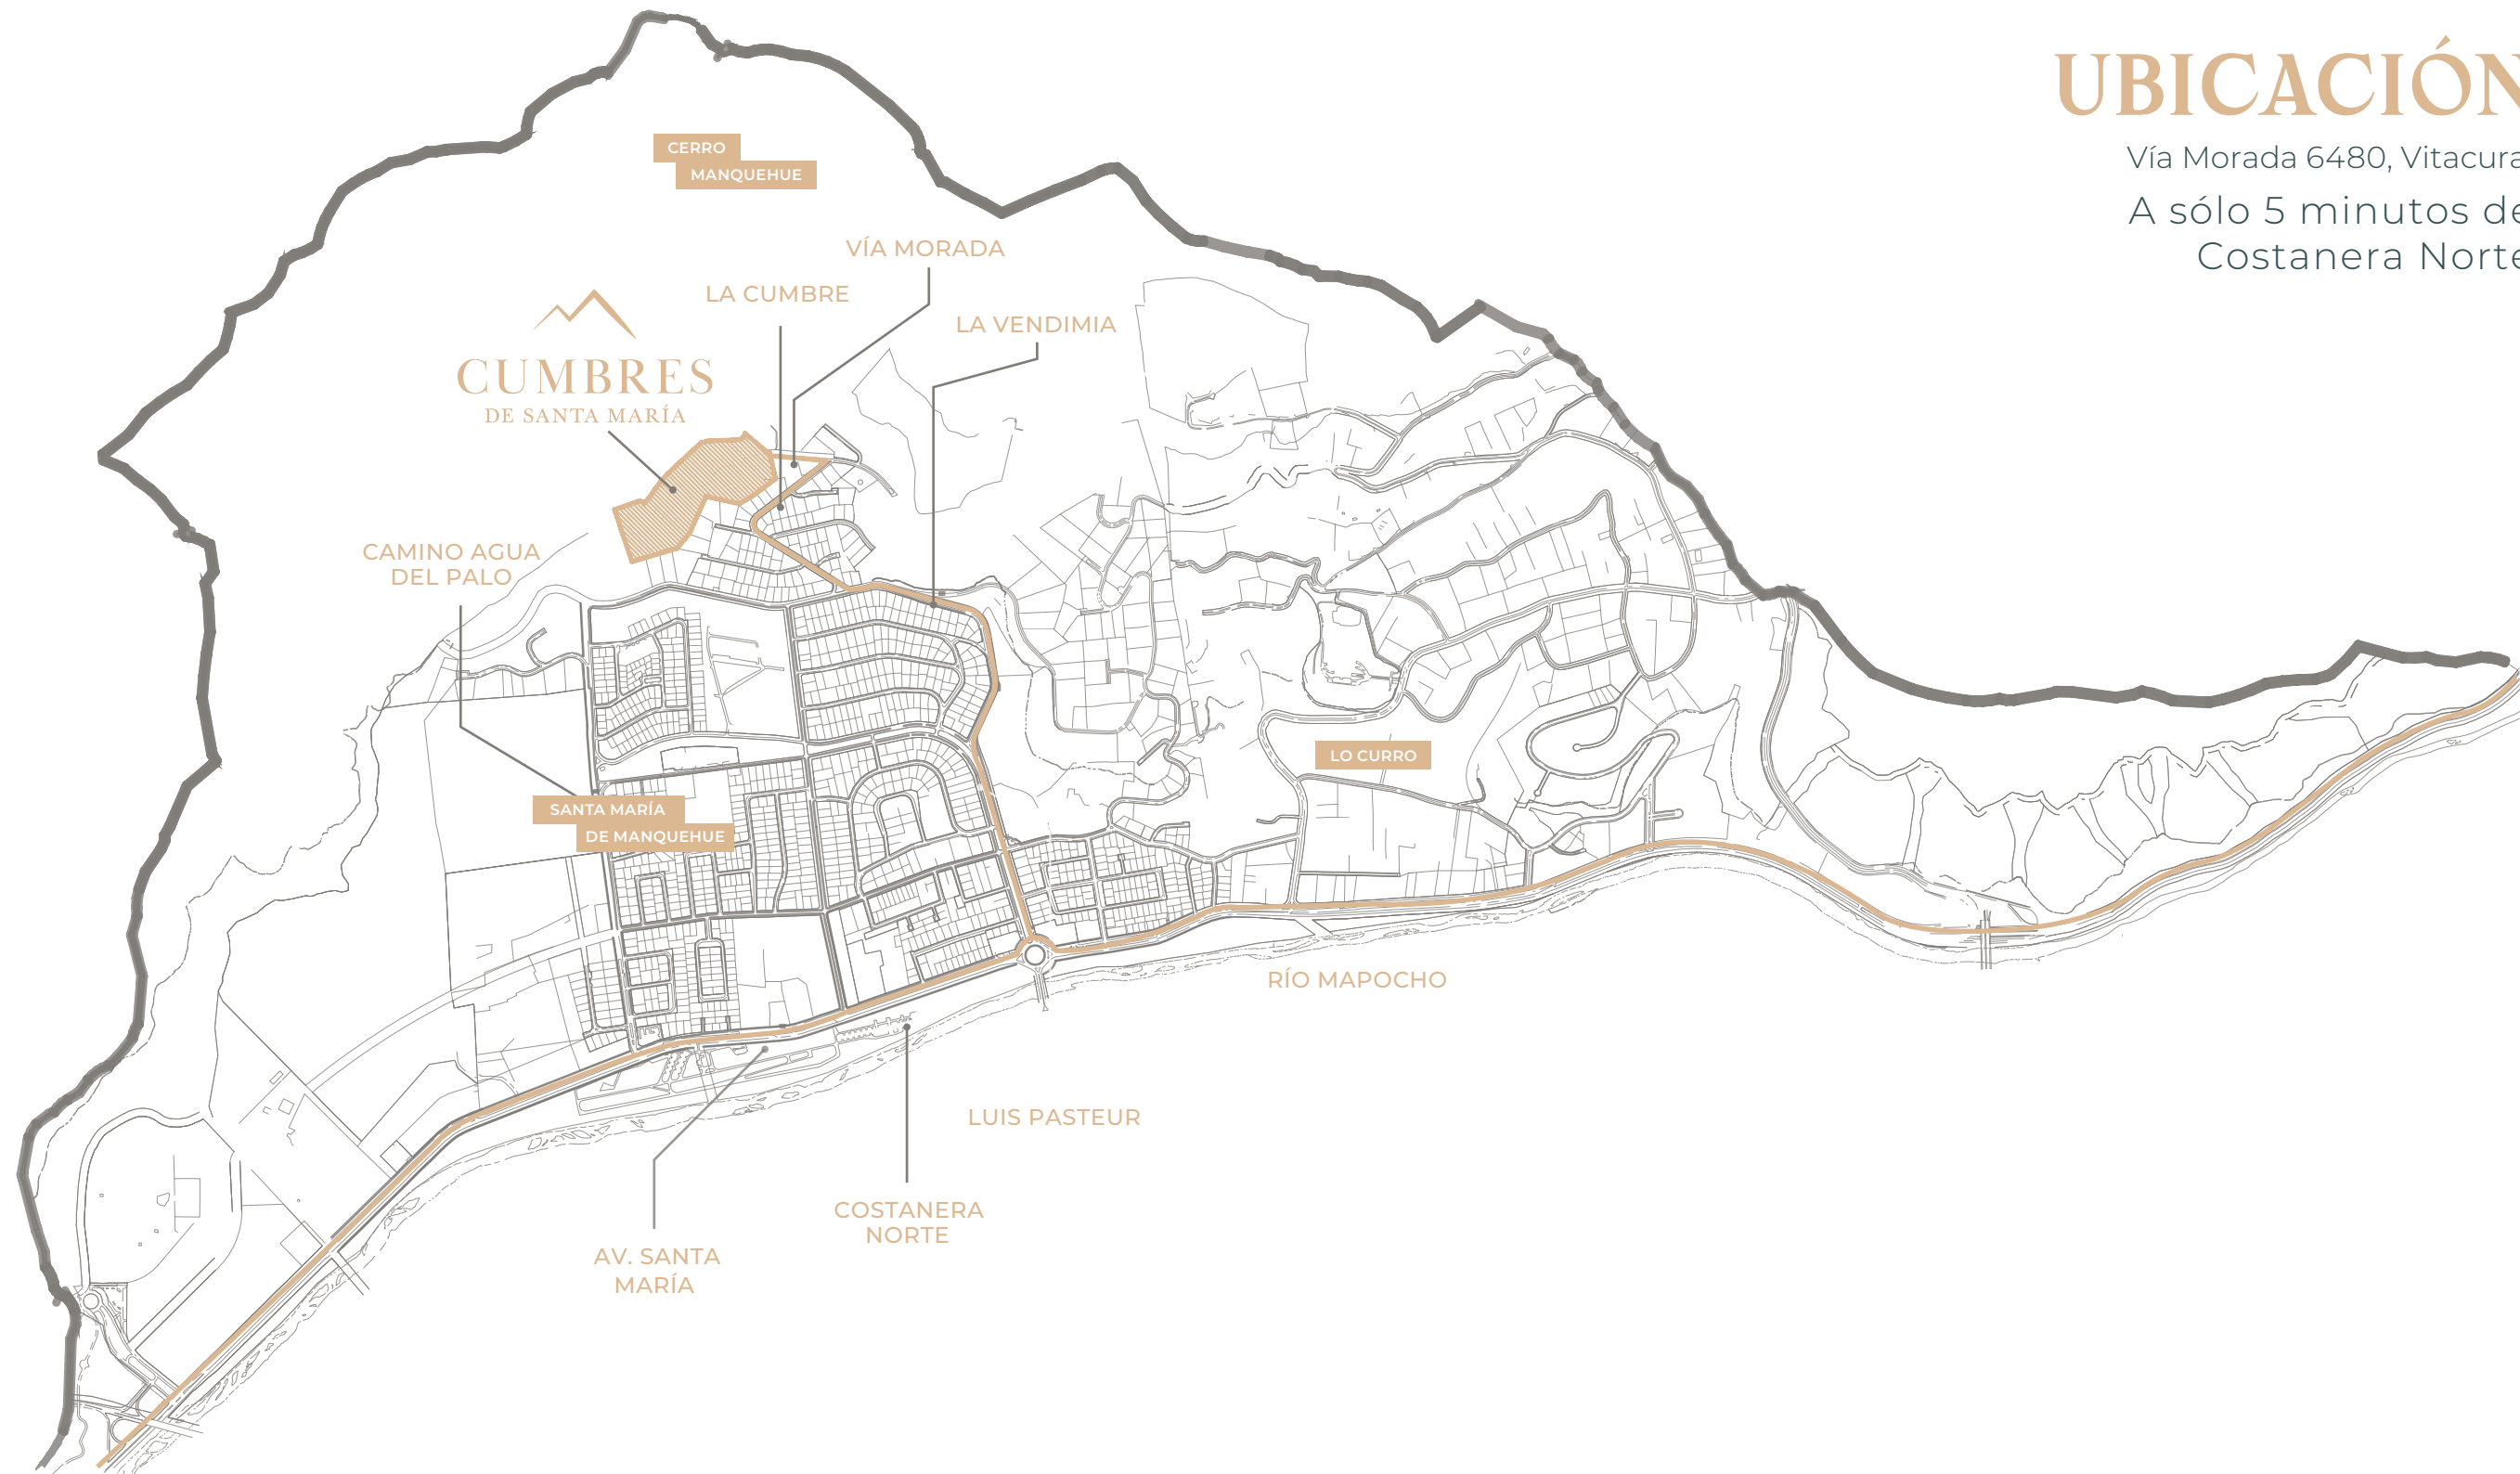 UBICACIÓN
Vía Morada 6480, Vitacura
A sólo 5 minutos de
Costanera Norte
CERRO
MANQUEHUE
VÍA MORADA
LA CUMBRE
LA VENDIMIA
CUMBRES
DE SANTA MARÍA
CAMINO AGUA
DEL PALO
LO CURRO
SANTA MARÍA
DE MANQUEHUE
RÍO MAPOCHO
LUIS PASTEUR
COSTANERA
NORTE
AV. SANTA
MARÍA